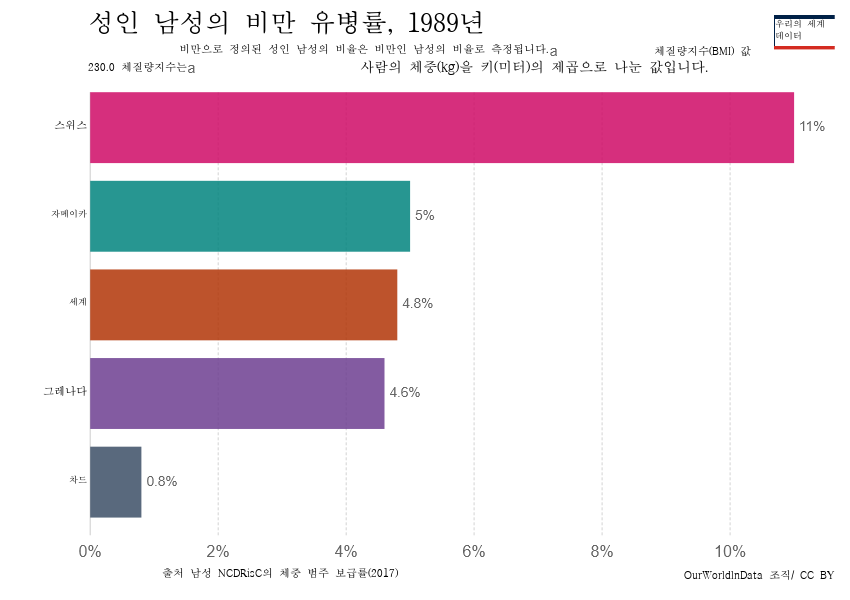 성인 남성의 비만 유병률, 1989년
우리의 세계
데이터
비만으로 정의된 성인 남성의 비율은 비만인 남성의 비율로 측정됩니다.a 체질량지수(BMI) 값
230.0 체질량지수는a 사람의 체중(kg)을 키(미터)의 제곱으로 나눈 값입니다.
스위스 11%
자메이카 5%
세계 4.8%
그레나다 4.6%
차드 0.8%
0% 2% 4% 6% 8% 10%
출처 남성 NCDRisC의 체중 범주 보급률(2017)
OurWorldInData 조직/ CC BY